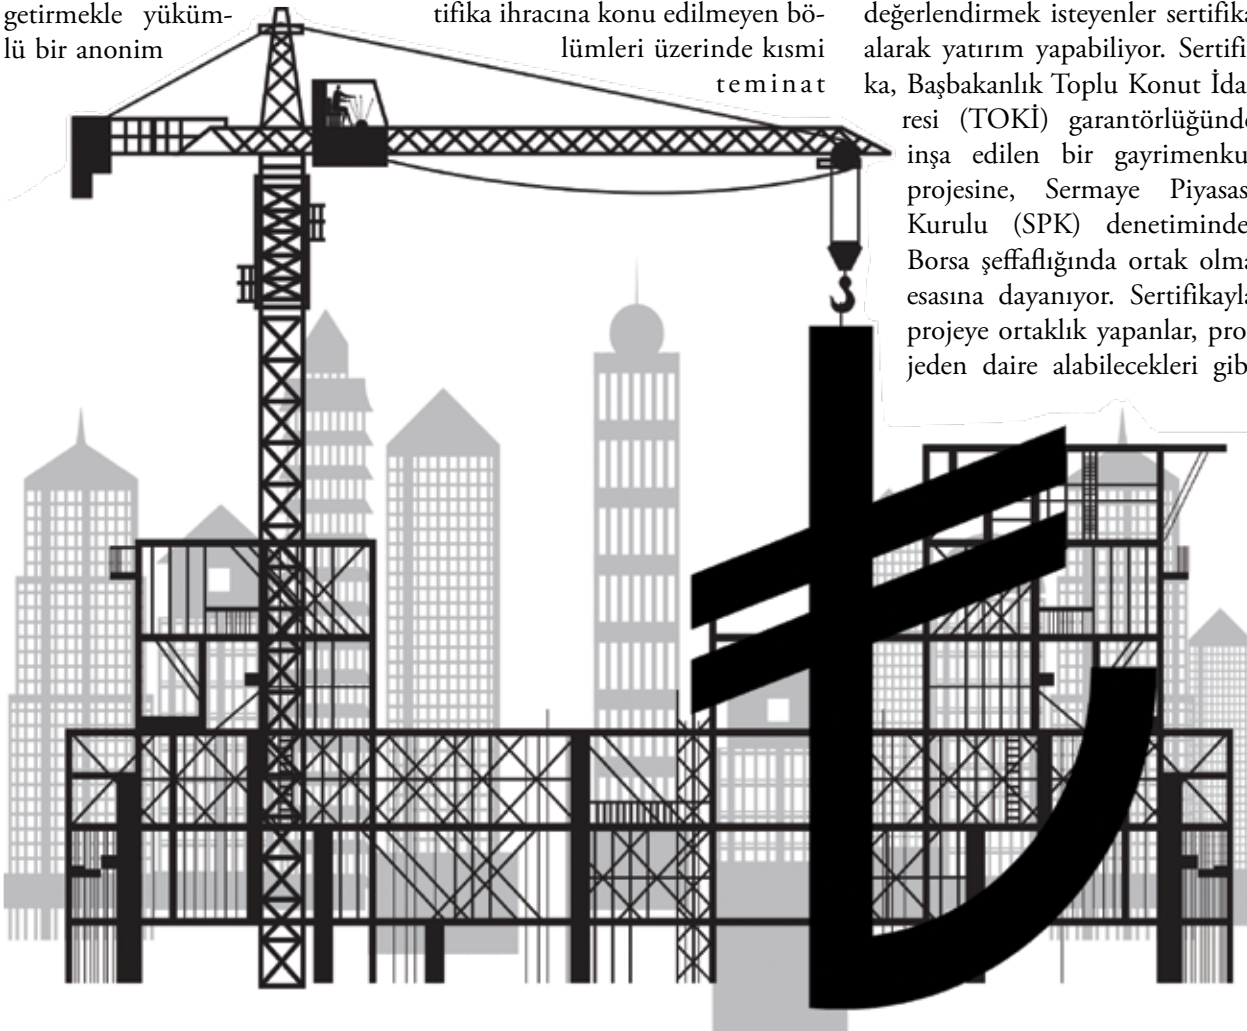 getirmekle yüküm-
lü bir anonim
tifika ihracına konu edilmeyen bö-
lümleri üzerinde kısmi
teminat
değerlendirmek isteyenler sertifika
alarak yatırım yapabiliyor. Sertifi-
ka, Başbakanlık Toplu Konut İda-
resi (TOKİ) garantörlüğünde
inşa edilen bir gayrimenku
projesine, Sermaye Piyasas
Kurulu (SPK) denetiminde
Borsa şeffaflığında ortak olma
esasına dayanıyor. Sertifikayla
projeye ortaklık yapanlar, pro-
jeden daire alabilecekleri gib